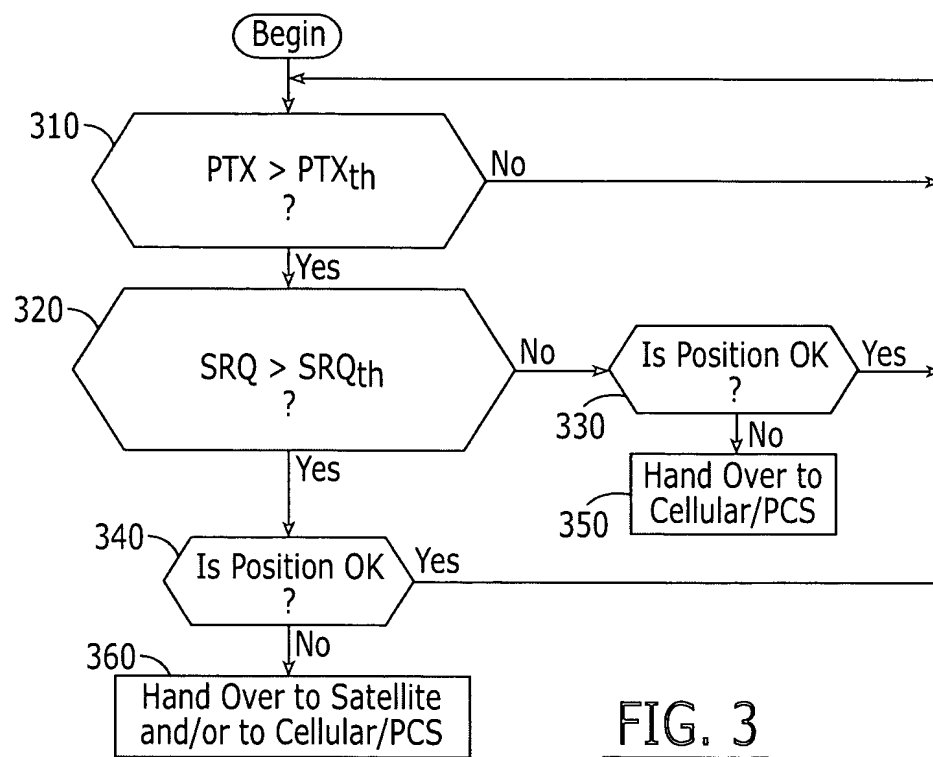 Begin
310
PTX > PTXth
?
No
Yes
320
SRQ > SRQth
?
No
Is Position OK
?
Yes
330
No
Yes
Hand Over to
Cellular/PCS
350
340
Is Position OK
?
Yes
No
360
Hand Over to Satellite
and/or to Cellular/PCS
FIG. 3